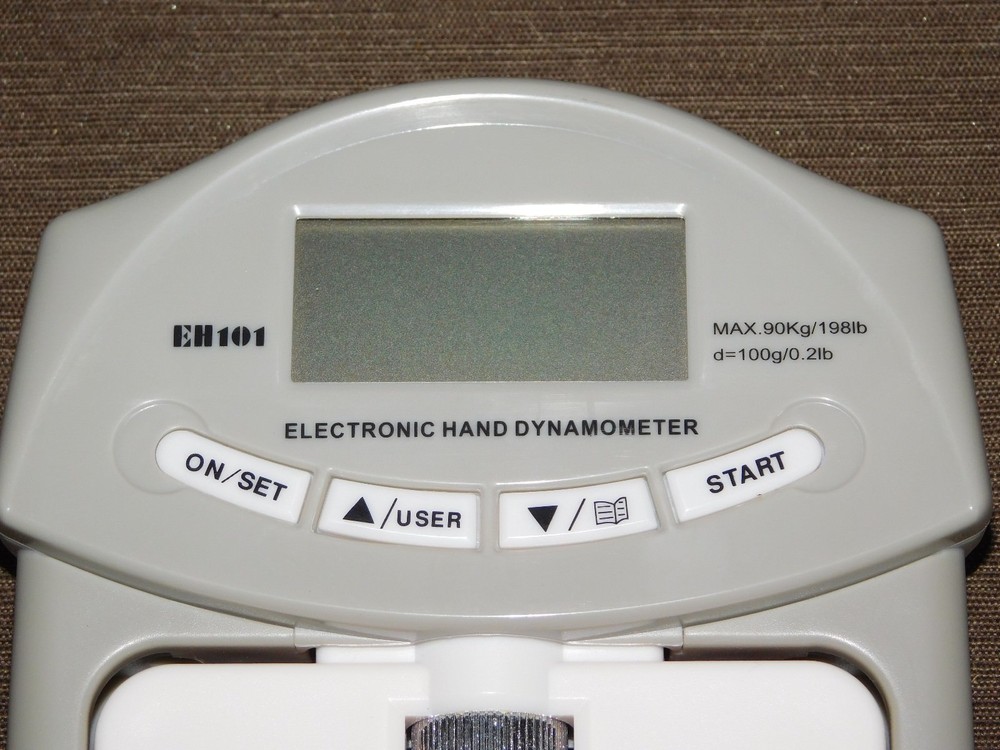 EH101
MAX.90Kg/198lb
d=100g/0.2lb
ELECTRONIC HAND DYNAMOMETER
ON/SET
▲/USER
▼/
START